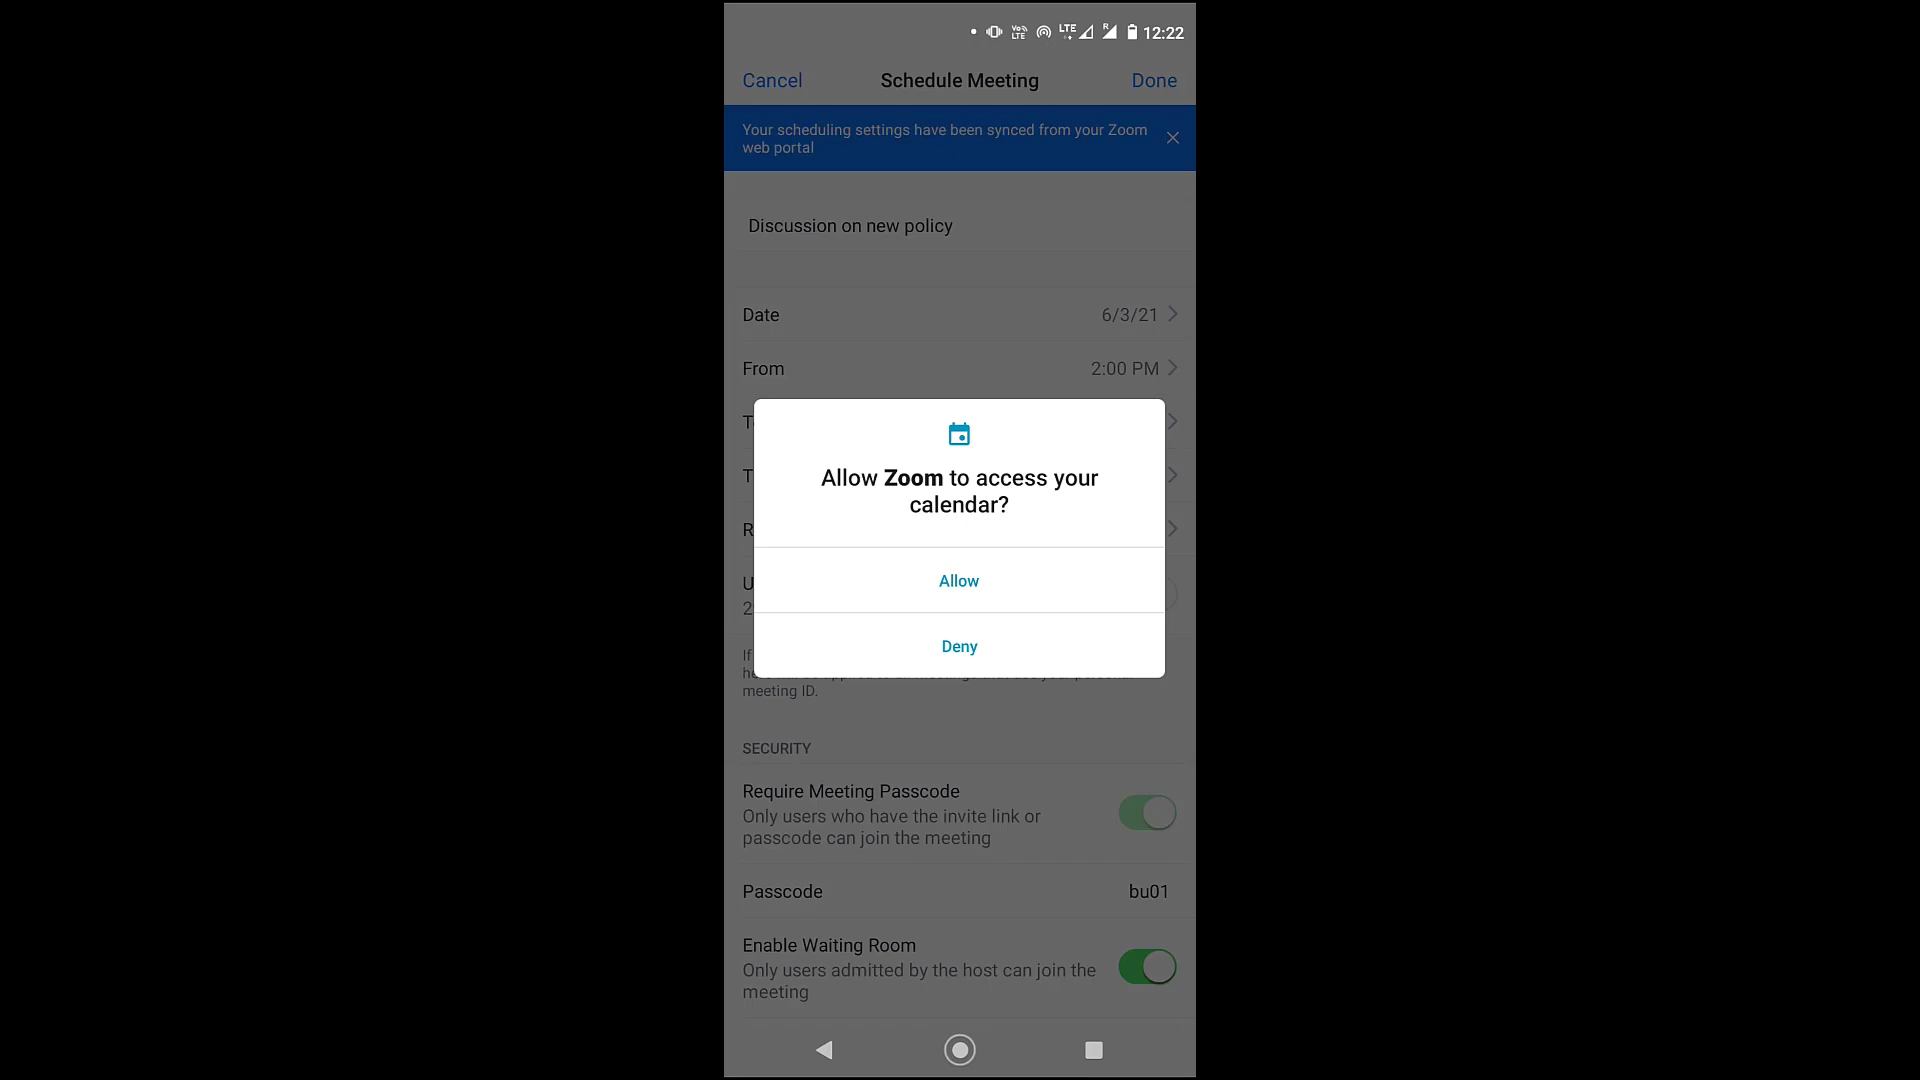 VoLTE LTE R 12:22
Cancel Schedule Meeting Done
Your scheduling settings have been synced from your Zoom
web portal
Discussion on new policy
Date 6/3/21
From 2:00 PM
Allow Zoom to access your
calendar?
Allow
Deny
If
meeting ID.
SECURITY
Require Meeting Passcode
Only users who have the invite link or
passcode can join the meeting
Passcode bu01
Enable Waiting Room
Only users admitted by the host can join the
meeting